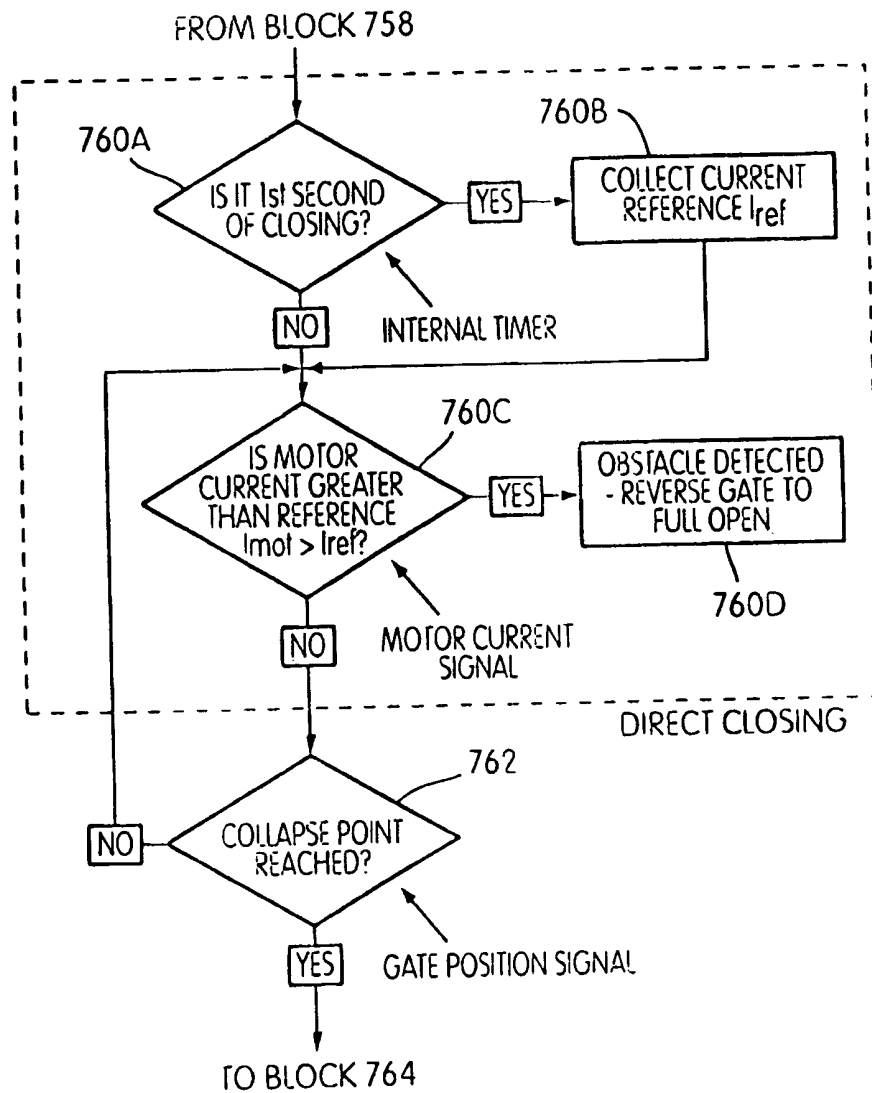 FROM BLOCK 758
760A
760B
IS IT 1st SECOND
OF CLOSING?
YES
COLLECT CURRENT
REFERENCE Iref
NO
INTERNAL TIMER
760C
IS MOTOR
CURRENT GREATER
THAN REFERENCE
Imot > Iref?
YES
OBSTACLE DETECTED
- REVERSE GATE TO
FULL OPEN
760D
NO
MOTOR CURRENT
SIGNAL
DIRECT CLOSING
762
NO
COLLAPSE POINT
REACHED?
YES
GATE POSITION SIGNAL
TO BLOCK 764